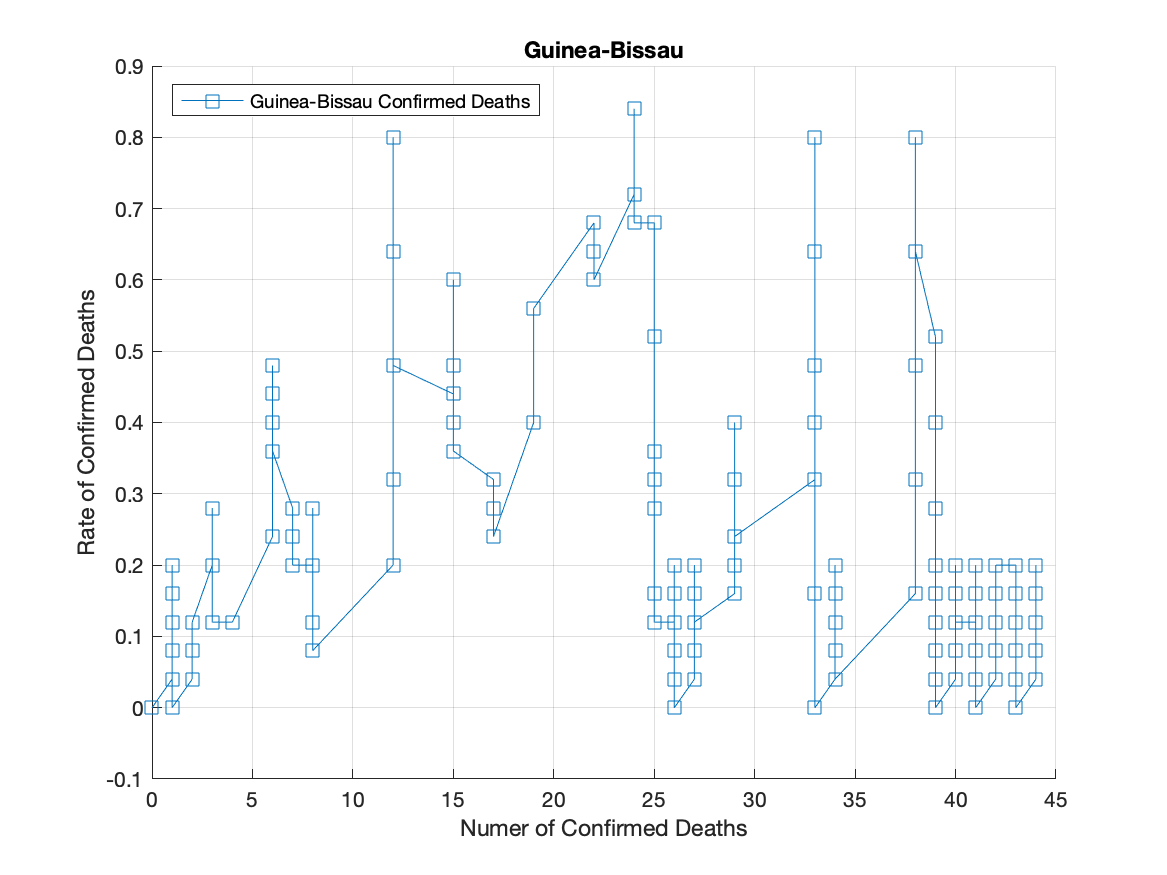 Guinea-Bissau
Guinea-Bissau Confirmed Deaths
Rate of Confirmed Deaths
0.9
0.8
0.7
0.6
0.5
0.4
0.3
0.2
0.1
0
-0.1
0 5 10 15 20 25 30 35 40 45
Numer of Confirmed Deaths